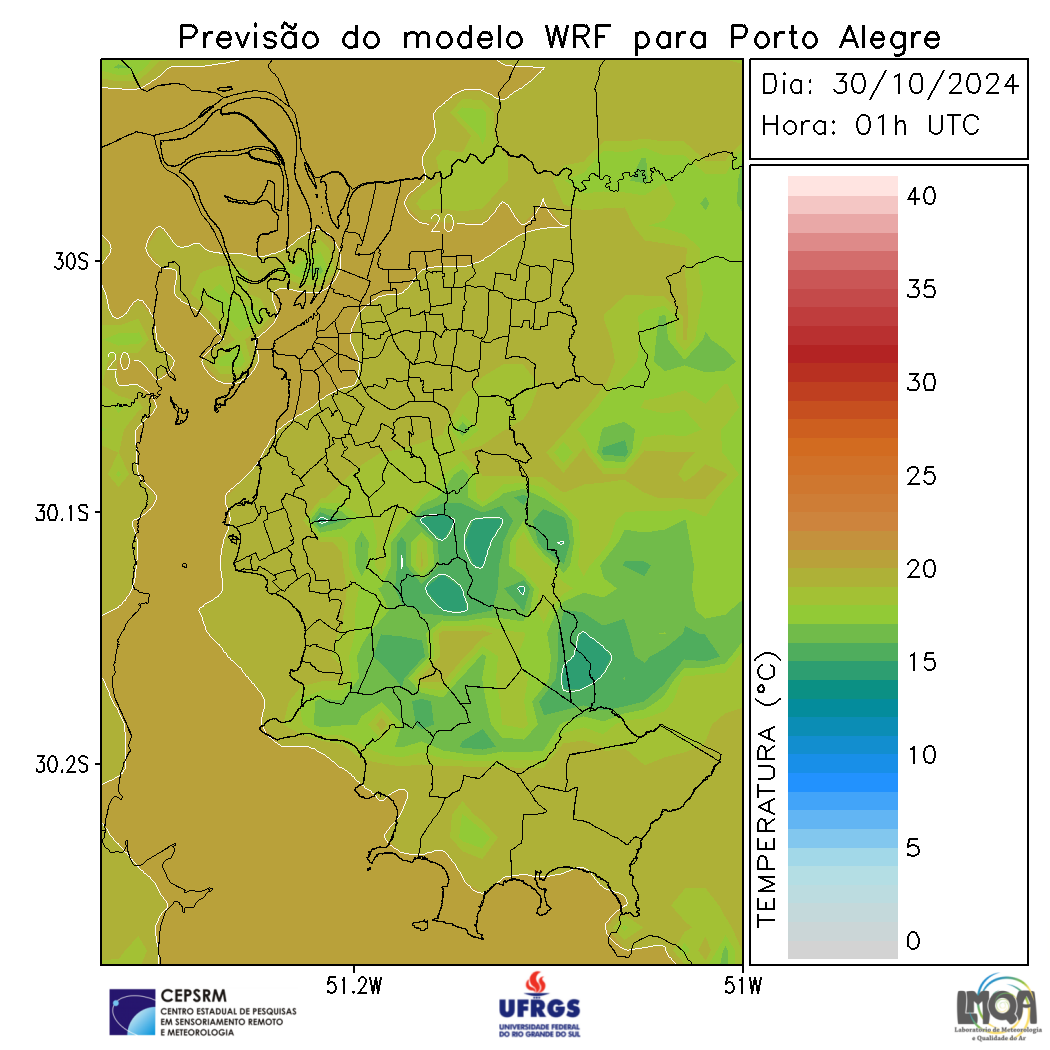 Previsão do modelo WRF para Porto Alegre
Dia: 30/10/2024
Hora: 01h UTC
40
35
30
25
20
15
10
5
0
TEMPERATURA (°C)
30S
30.1S
30.2S
20
20
51.2W
51W
CEPSRM
CENTRO ESTADUAL DE PESQUISAS
EM SENSORIAMENTO REMOTO
E METEOROLOGIA
UFRGS
UNIVERSIDADE FEDERAL
DO RIO GRANDE DO SUL
LMQA
Laboratório de Meteorologia
e Qualidade do Ar